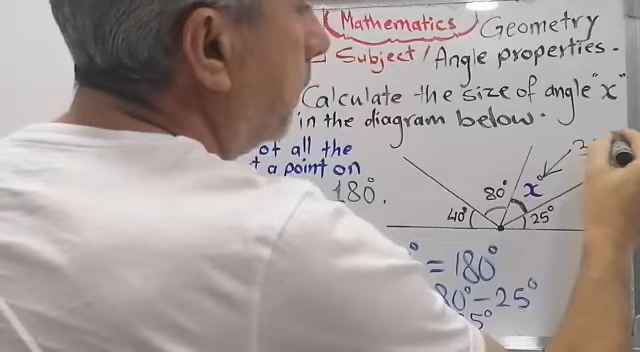 Mathematics Geometry
Subject / Angle properties.
Calculate the size of angle "x"
in the diagram below.
of all the
a point on
180°.
80° x°
40° 25°
° = 180°
80° - 25°
5°